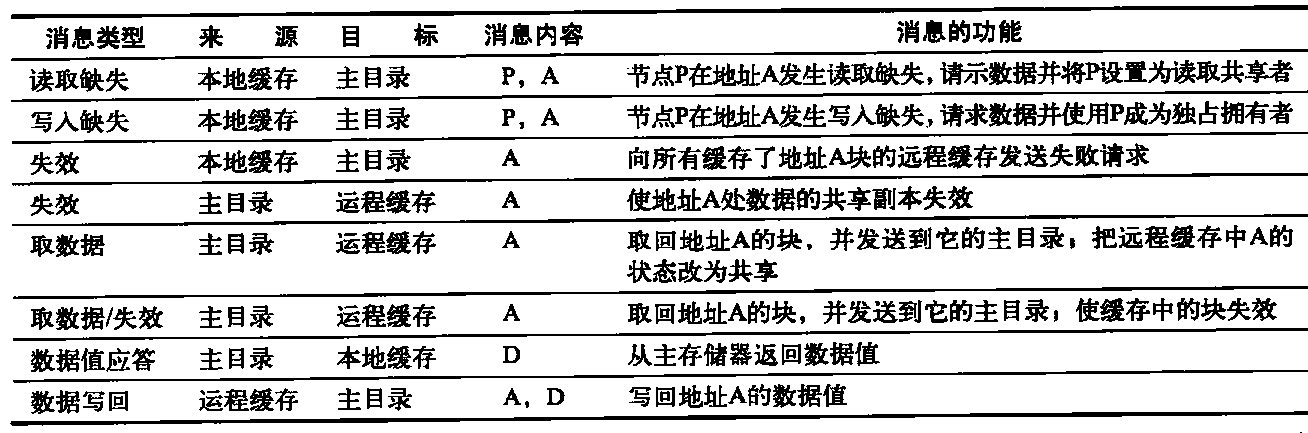 消息类型 来 源 目 标 消息内容 消息的功能
读取缺失 本地缓存 主目录 P，A 节点P在地址A发生读取缺失，请示数据并将P设置为读取共享者
写入缺失 本地缓存 主目录 P，A 节点P在地址A发生写入缺失，请求数据并使用P成为独占拥有者
失效 本地缓存 主目录 A 向所有缓存了地址A块的远程缓存发送失败请求
失效 主目录 远程缓存 A 使地址A处数据的共享副本失效
取数据 主目录 远程缓存 A 取回地址A的块，并发送到它的主目录；把远程缓存中A的
状态改为共享
取数据/失效 主目录 远程缓存 A 取回地址A的块，并发送到它的主目录；使缓存中的块失效
数据值应答 主目录 本地缓存 D 从主存储器返回数据值
数据写回 远程缓存 主目录 A，D 写回地址A的数据值